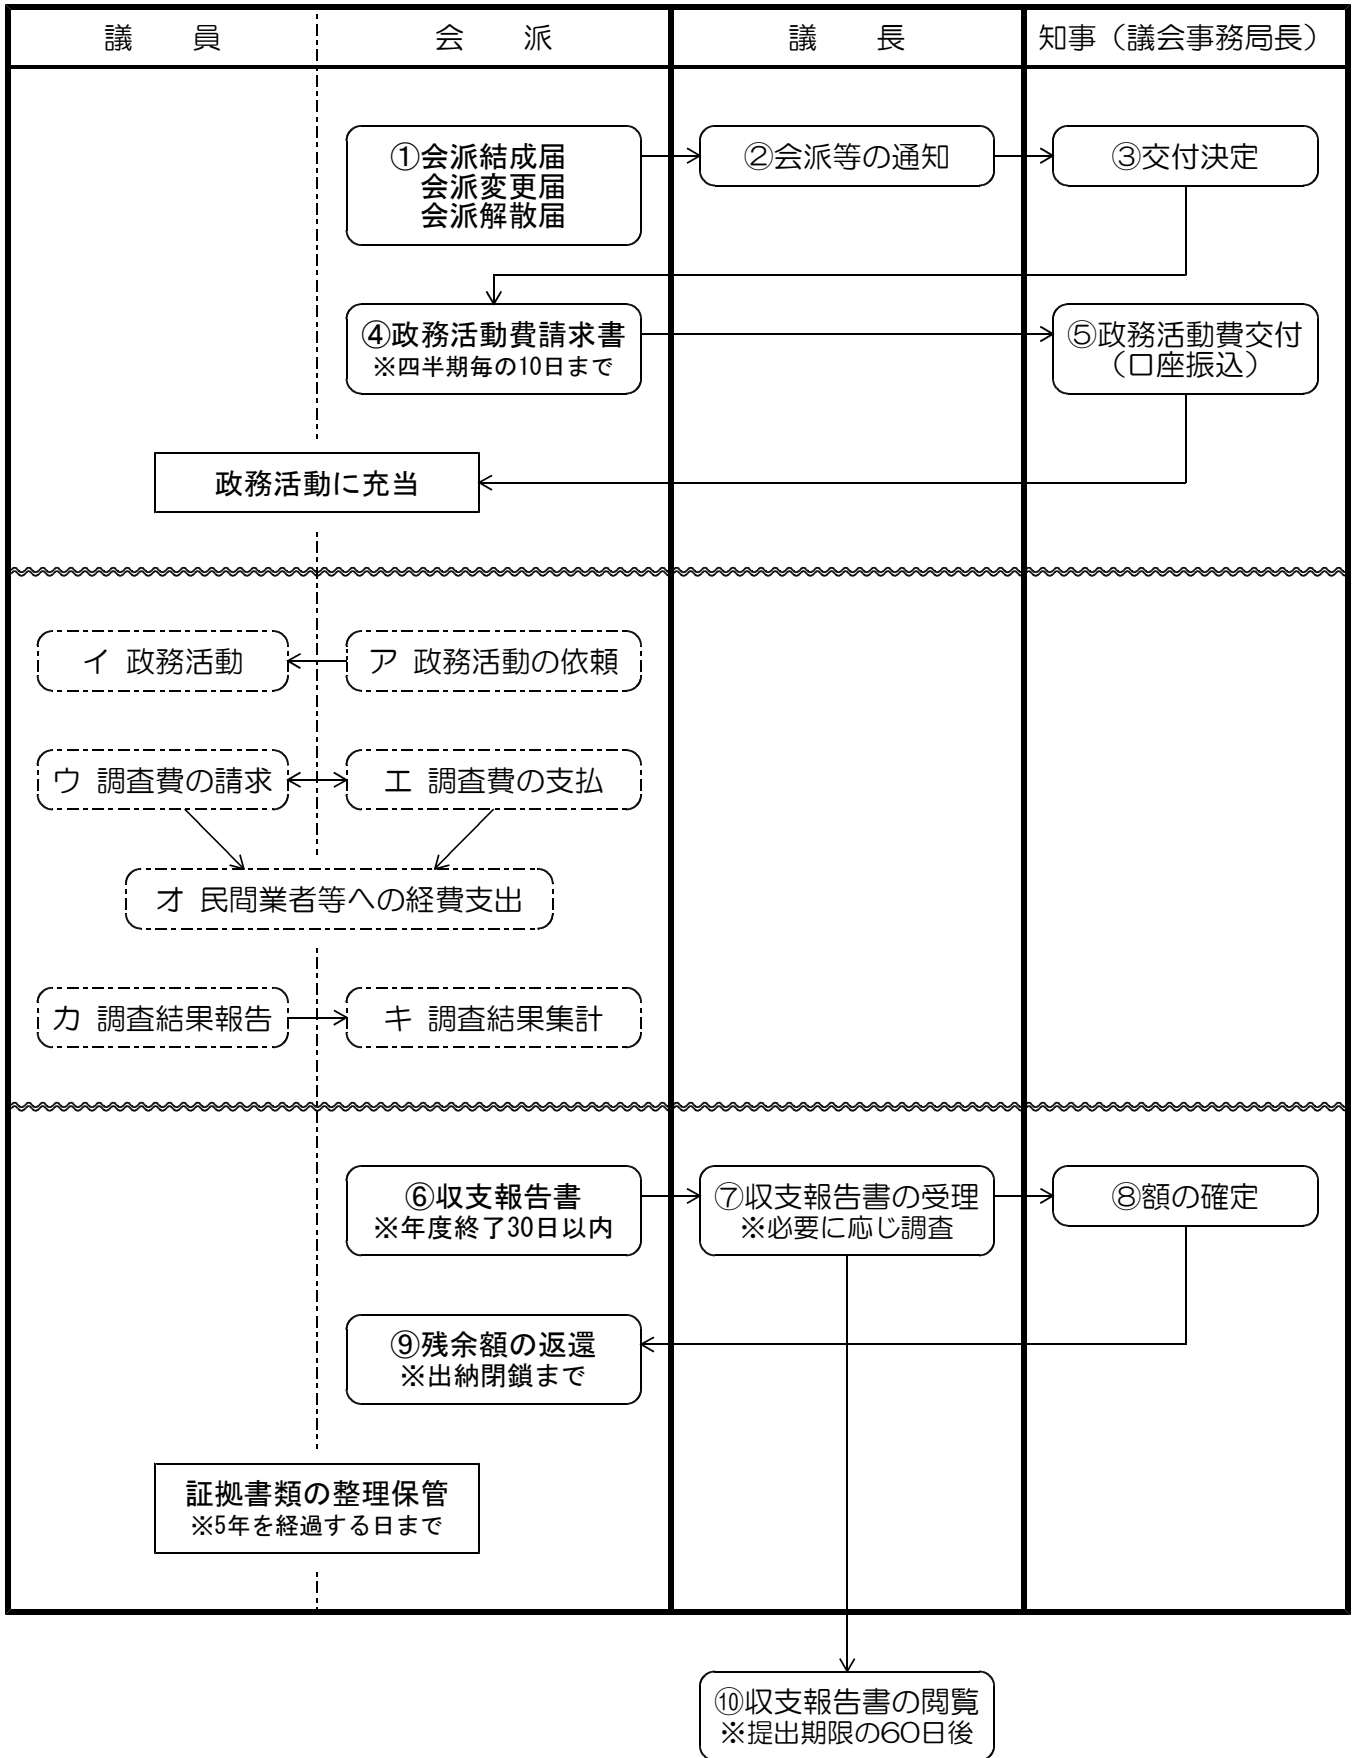 議　員
会　派
議　長
知事（議会事務局長）
①会派結成届
会派変更届
会派解散届
②会派等の通知
③交付決定
④政務活動費請求書
※四半期毎の10日まで
⑤政務活動費交付
（口座振込）
政務活動に充当
イ 政務活動
ア 政務活動の依頼
ウ 調査費の請求
エ 調査費の支払
オ 民間業者等への経費支出
カ 調査結果報告
キ 調査結果集計
⑥収支報告書
※年度終了30日以内
⑦収支報告書の受理
※必要に応じ調査
⑧額の確定
⑨残余額の返還
※出納閉鎖まで
証拠書類の整理保管
※5年を経過する日まで
⑩収支報告書の閲覧
※提出期限の60日後